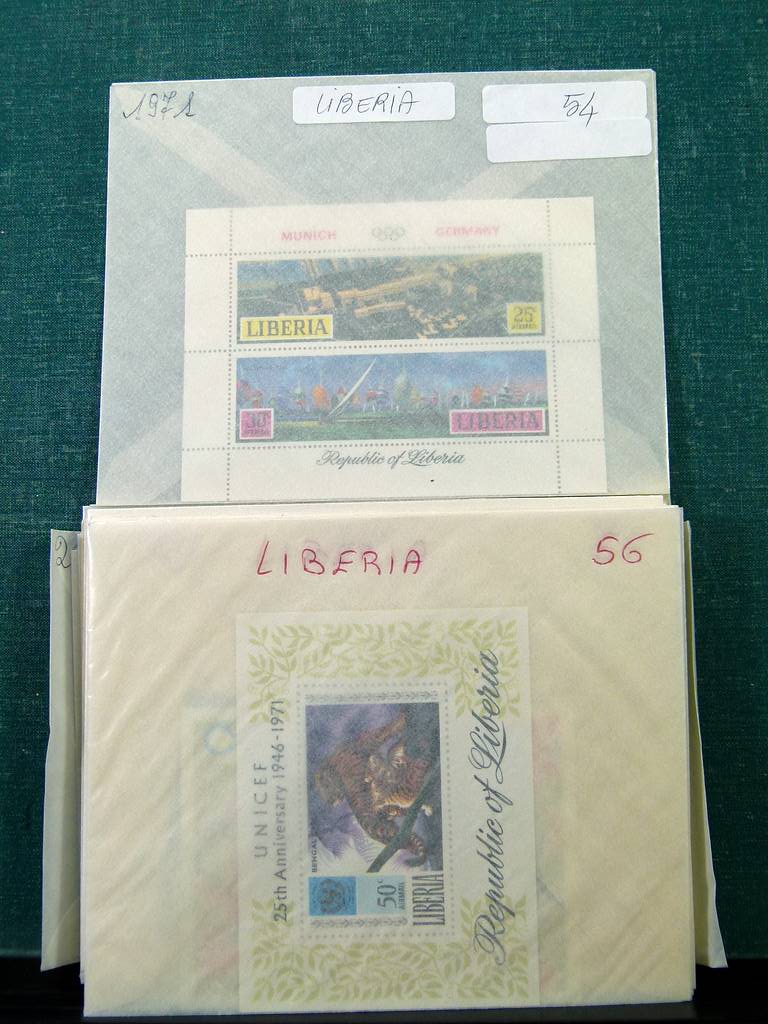 1971 LIBERIA 54
MUNICH GERMANY
LIBERIA 25¢
AIRMAIL
30¢ LIBERIA
AIRMAIL
Republic of Liberia
2
LIBERIA 56
UNICEF
25th Anniversary 1946-1971
BENGAL
50c
AIRMAIL
LIBERIA
Republic of Liberia